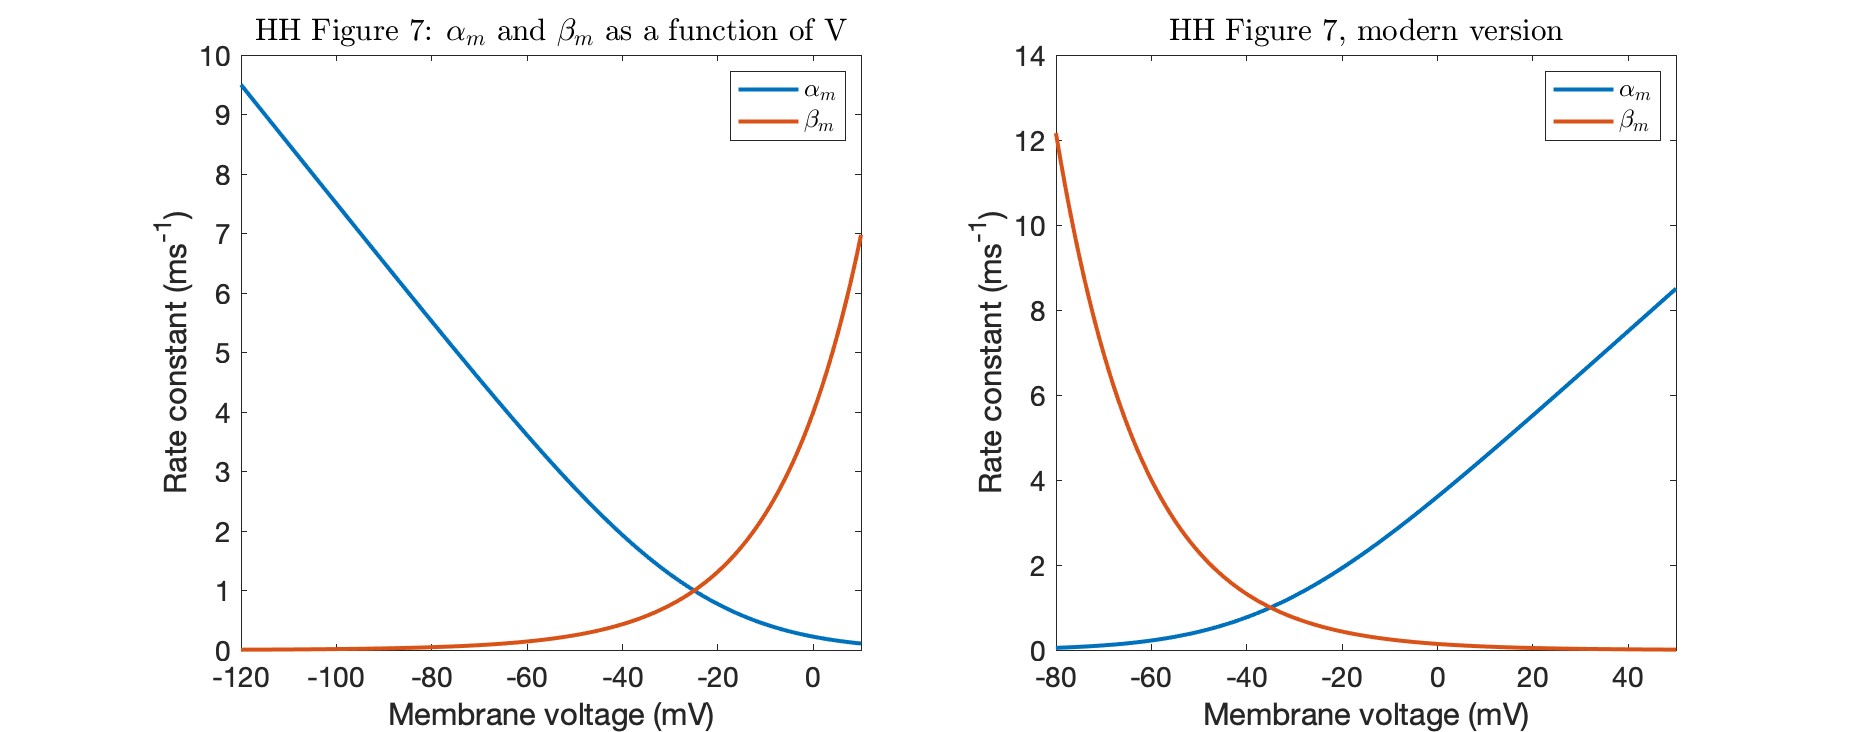 HH Figure 7: αm and βm as a function of V
10
9
8
7
6
5
4
3
2
1
0
Rate constant (ms-1)
αm
βm
-120 -100 -80 -60 -40 -20 0
Membrane voltage (mV)
HH Figure 7, modern version
14
12
10
8
6
4
2
0
Rate constant (ms-1)
αm
βm
-80 -60 -40 -20 0 20 40
Membrane voltage (mV)